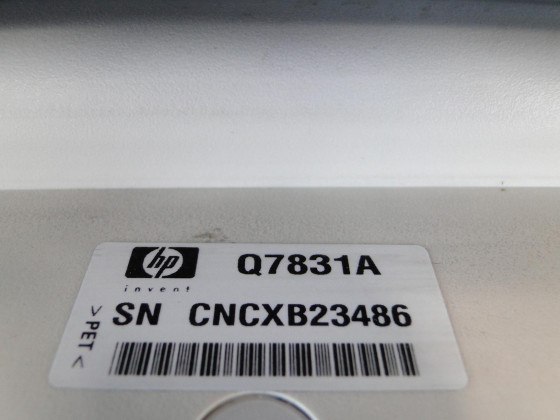 hp Q7831A
invent
SN CNCXB23486
>PET<